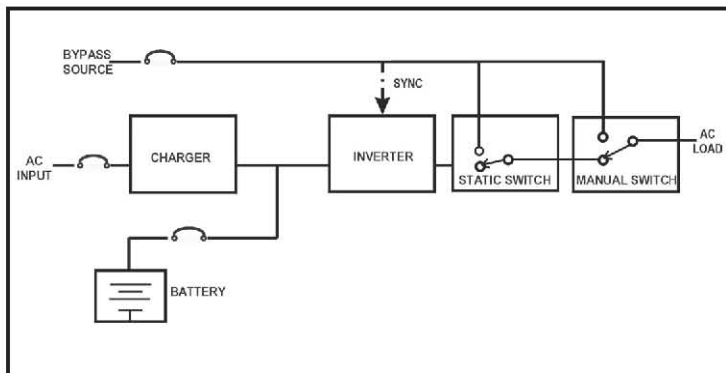 BYPASS
SOURCE
SYNC
AC
INPUT
CHARGER
INVERTER
STATIC SWITCH
MANUAL SWITCH
AC
LOAD
BATTERY